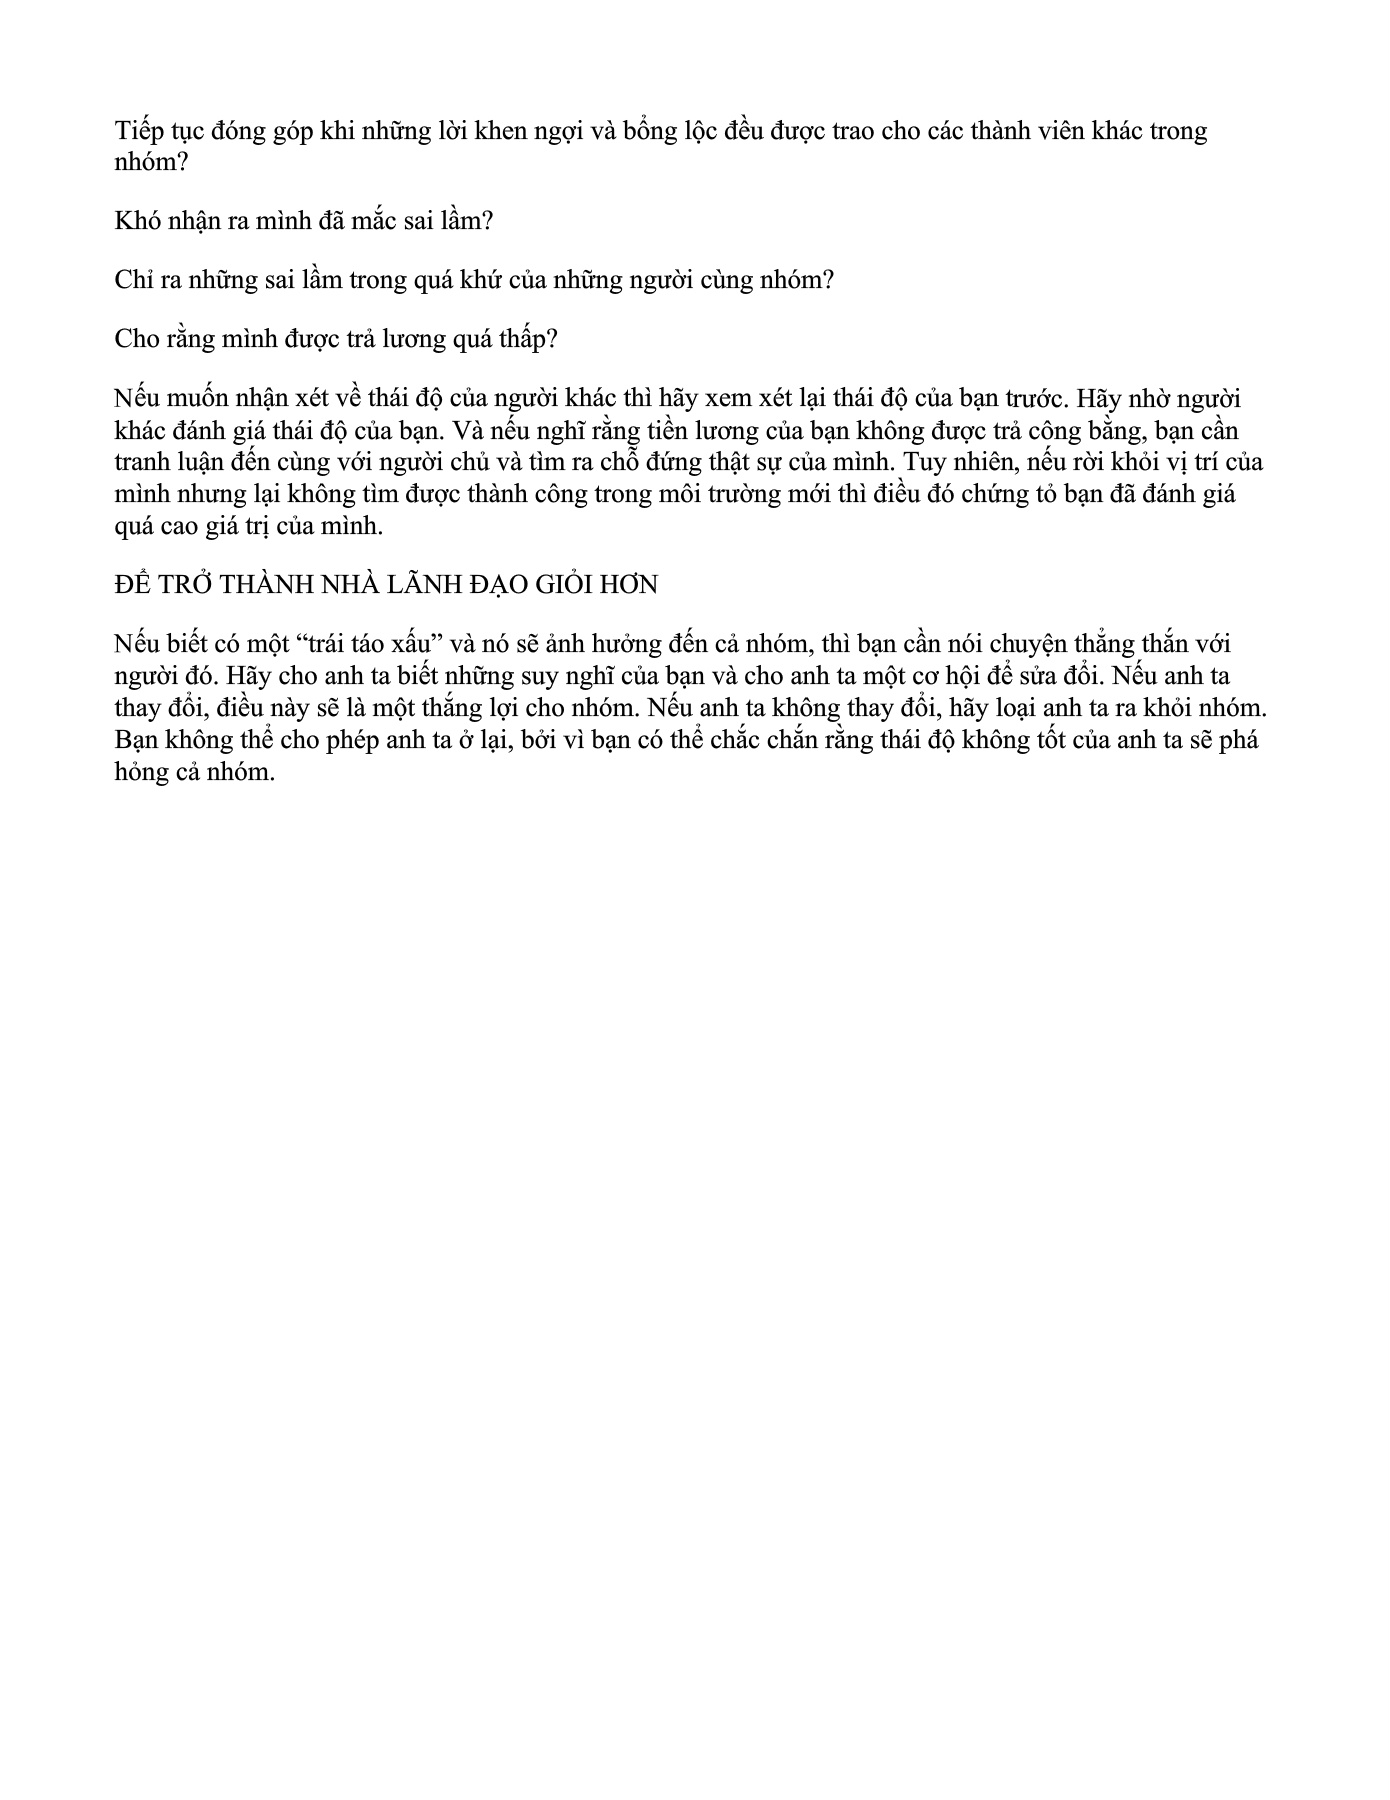 Tiếp tục đóng góp khi những lời khen ngợi và bổng lộc đều được trao cho các thành viên khác trong
nhóm?
Khó nhận ra mình đã mắc sai lầm?
Chỉ ra những sai lầm trong quá khứ của những người cùng nhóm?
Cho rằng mình được trả lương quá thấp?
Nếu muốn nhận xét về thái độ của người khác thì hãy xem xét lại thái độ của bạn trước. Hãy nhờ người
khác đánh giá thái độ của bạn. Và nếu nghĩ rằng tiền lương của bạn không được trả công bằng, bạn cần
tranh luận đến cùng với người chủ và tìm ra chỗ đứng thật sự của mình. Tuy nhiên, nếu rời khỏi vị trí của
mình nhưng lại không tìm được thành công trong môi trường mới thì điều đó chứng tỏ bạn đã đánh giá
quá cao giá trị của mình.
ĐỂ TRỞ THÀNH NHÀ LÃNH ĐẠO GIỎI HƠN
Nếu biết có một “trái táo xấu” và nó sẽ ảnh hưởng đến cả nhóm, thì bạn cần nói chuyện thẳng thắn với
người đó. Hãy cho anh ta biết những suy nghĩ của bạn và cho anh ta một cơ hội để sửa đổi. Nếu anh ta
thay đổi, điều này sẽ là một thắng lợi cho nhóm. Nếu anh ta không thay đổi, hãy loại anh ta ra khỏi nhóm.
Bạn không thể cho phép anh ta ở lại, bởi vì bạn có thể chắc chắn rằng thái độ không tốt của anh ta sẽ phá
hỏng cả nhóm.